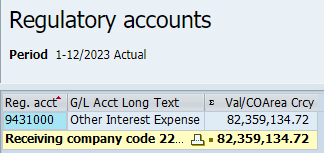 Regulatory accounts
Period 1-12/2023 Actual
Reg. acct G/L Acct Long Text Σ Val/COArea Crcy
9431000 Other Interest Expense 82,359,134.72
Receiving company code 22... ▪ 82,359,134.72